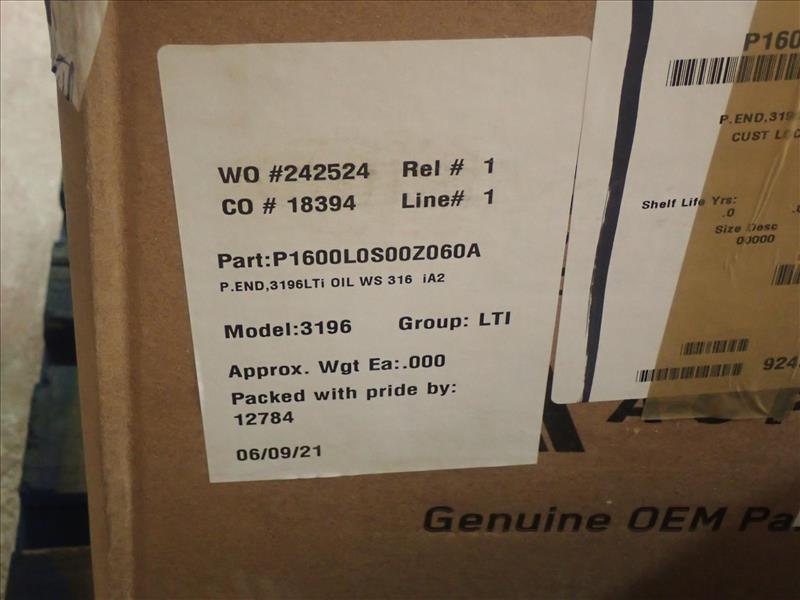 WO #242524 Rel # 1
CO # 18394 Line# 1
Part:P1600L0S00Z060A
P.END,3196LTi OIL WS 316 iA2
Model:3196 Group: LTI
Approx. Wgt Ea:.000
Packed with pride by:
12784
06/09/21
P160
P.END,319
CUST LOC
Shelf Life Yrs:
.0
Size Desc
00000
924
Genuine OEM Pa